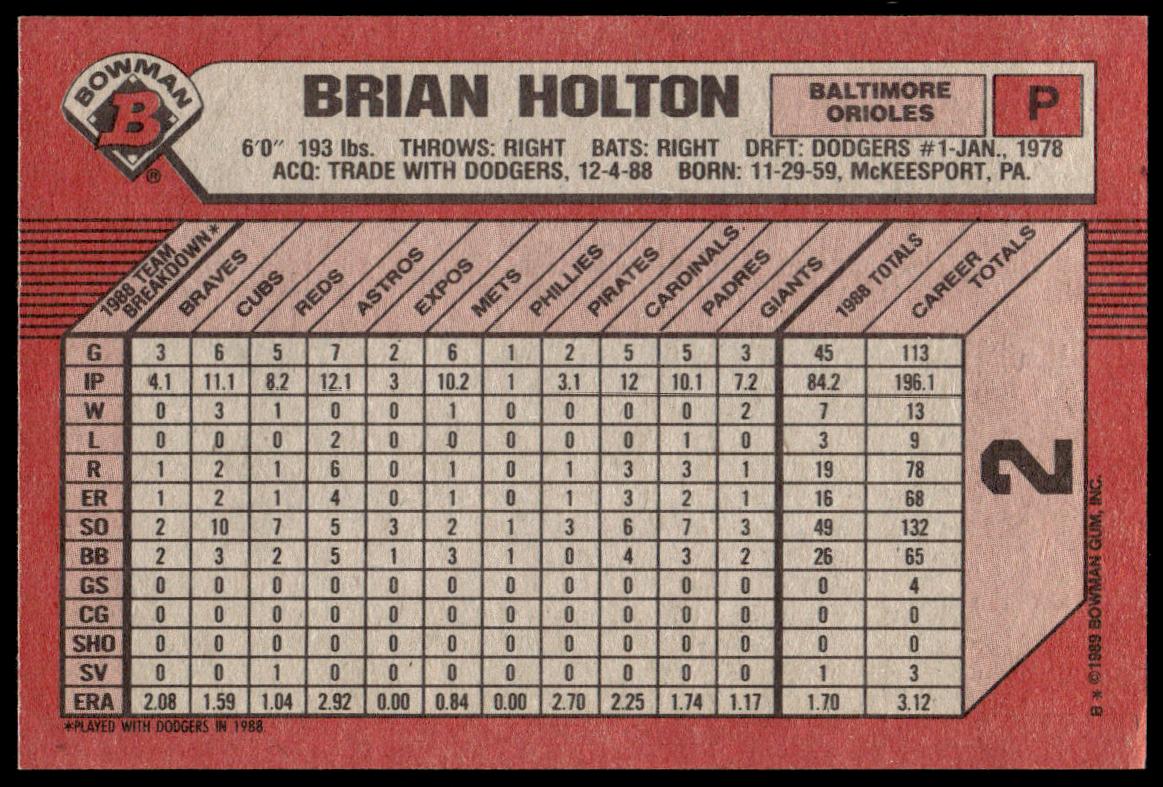 BOWMAN
B
®
BRIAN HOLTON
BALTIMORE
ORIOLES
P
6'0" 193 lbs. THROWS: RIGHT BATS: RIGHT DRFT: DODGERS #1-JAN., 1978
ACQ: TRADE WITH DODGERS, 12-4-88 BORN: 11-29-59, McKEESPORT, PA.
1988 TEAM BREAKDOWN* BRAVES CUBS REDS ASTROS EXPOS METS PHILLIES PIRATES CARDINALS PADRES GIANTS 1988 TOTALS CAREER TOTALS
G 3 6 5 7 2 6 1 2 5 5 3 45 113
IP 4.1 11.1 8.2 12.1 3 10.2 1 3.1 12 10.1 7.2 84.2 196.1
W 0 3 1 0 0 1 0 0 0 0 2 7 13
L 0 0 0 2 0 0 0 0 0 1 0 3 9
R 1 2 1 6 0 1 0 1 3 3 1 19 78
ER 1 2 1 4 0 1 0 1 3 2 1 16 68
SO 2 10 7 5 3 2 1 3 6 7 3 49 132
BB 2 3 2 5 1 3 1 0 4 3 2 26 65
GS 0 0 0 0 0 0 0 0 0 0 0 0 4
CG 0 0 0 0 0 0 0 0 0 0 0 0 0
SHO 0 0 0 0 0 0 0 0 0 0 0 0 0
SV 0 0 1 0 0 0 0 0 0 0 0 1 3
ERA 2.08 1.59 1.04 2.92 0.00 0.84 0.00 2.70 2.25 1.74 1.17 1.70 3.12
*PLAYED WITH DODGERS IN 1988.
2
B * ©1989 BOWMAN GUM, INC.